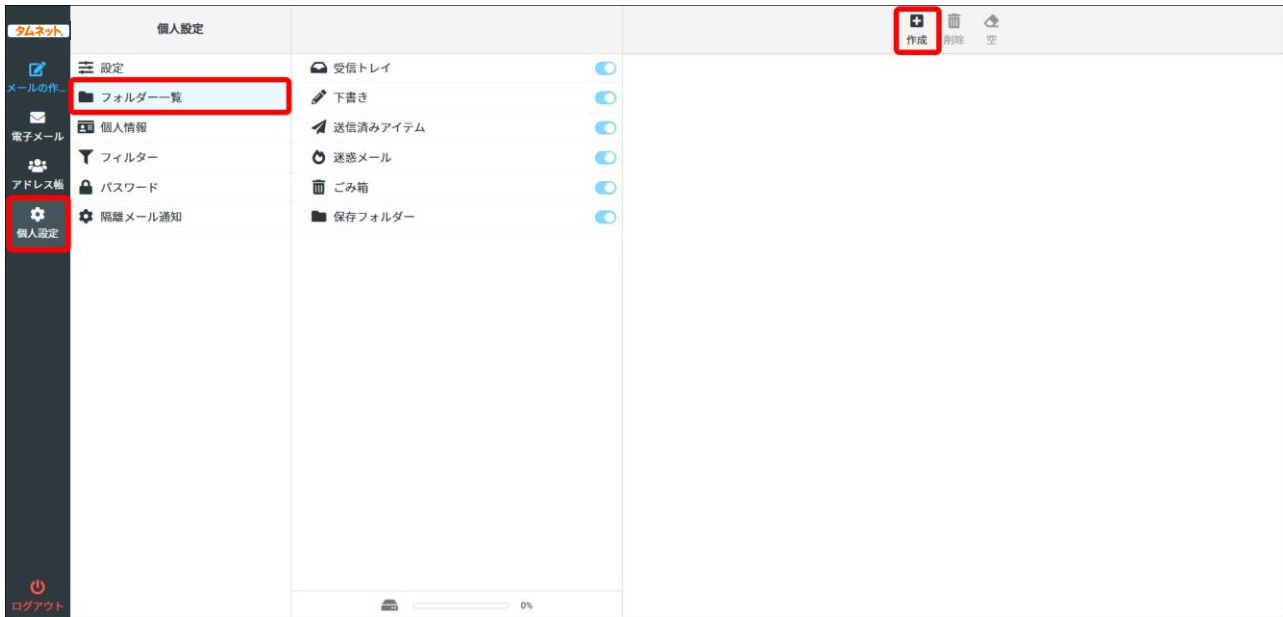 タムネット
メールの作…
電子メール
アドレス帳
個人設定
ログアウト
個人設定
設定
フォルダー一覧
個人情報
フィルター
パスワード
隔離メール通知
受信トレイ
下書き
送信済みアイテム
迷惑メール
ごみ箱
保存フォルダー
0%
作成 削除 空